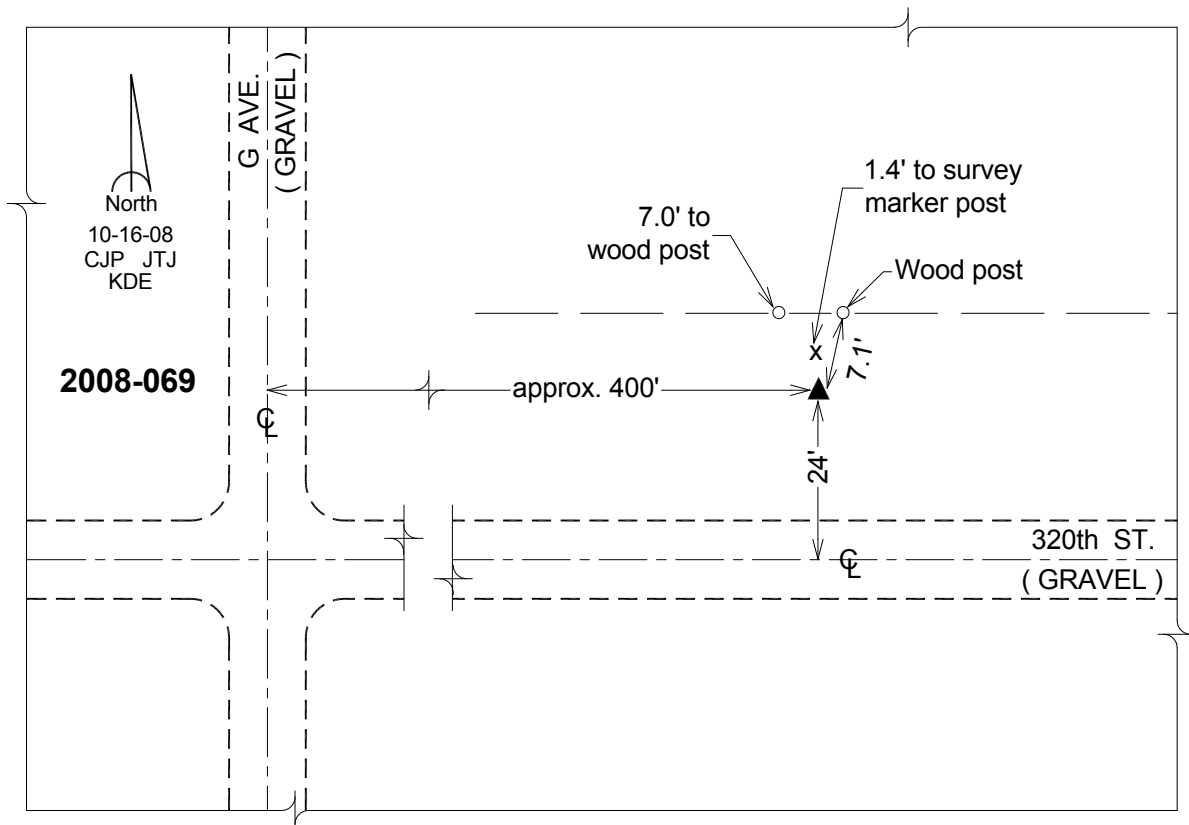 G AVE.
( GRAVEL )
North
10-16-08
CJP JTJ
KDE
2008-069
1.4' to survey
marker post
7.0' to
wood post
Wood post
7.1'
approx. 400'
℄
24'
320th ST.
℄
( GRAVEL )
x